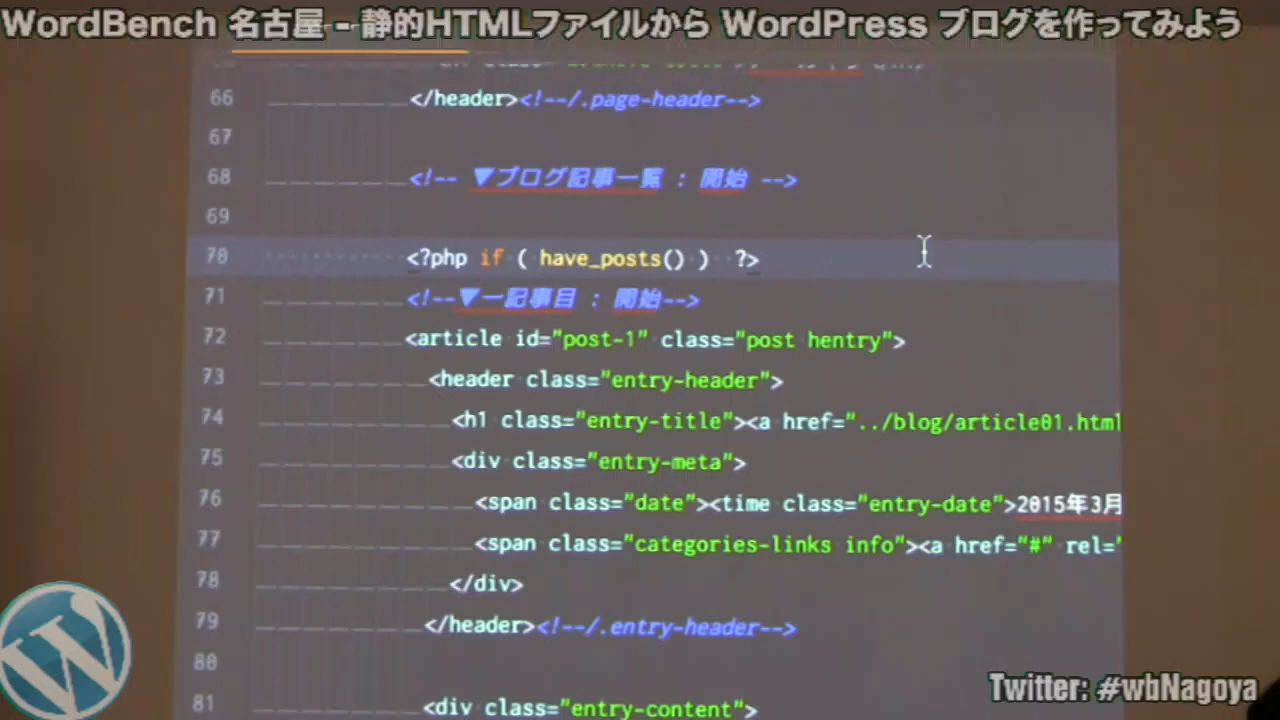 WordBench 名古屋 - 静的HTMLファイルから WordPress ブログを作ってみよう
66 </header><!--/.page-header-->
67
68 <!-- ▼ブログ記事一覧 : 開始 -->
69
70 <?php if ( have_posts() ) ?>
71 <!--▼一記事目 : 開始-->
72 <article id="post-1" class="post hentry">
73 <header class="entry-header">
74 <h1 class="entry-title"><a href="../blog/article01.html
75 <div class="entry-meta">
76 <span class="date"><time class="entry-date">2015年3月
77 <span class="categories-links info"><a href="#" rel="
78 </div>
79 </header><!--/.entry-header-->
80
81 <div class="entry-content">
Twitter: #wbNagoya